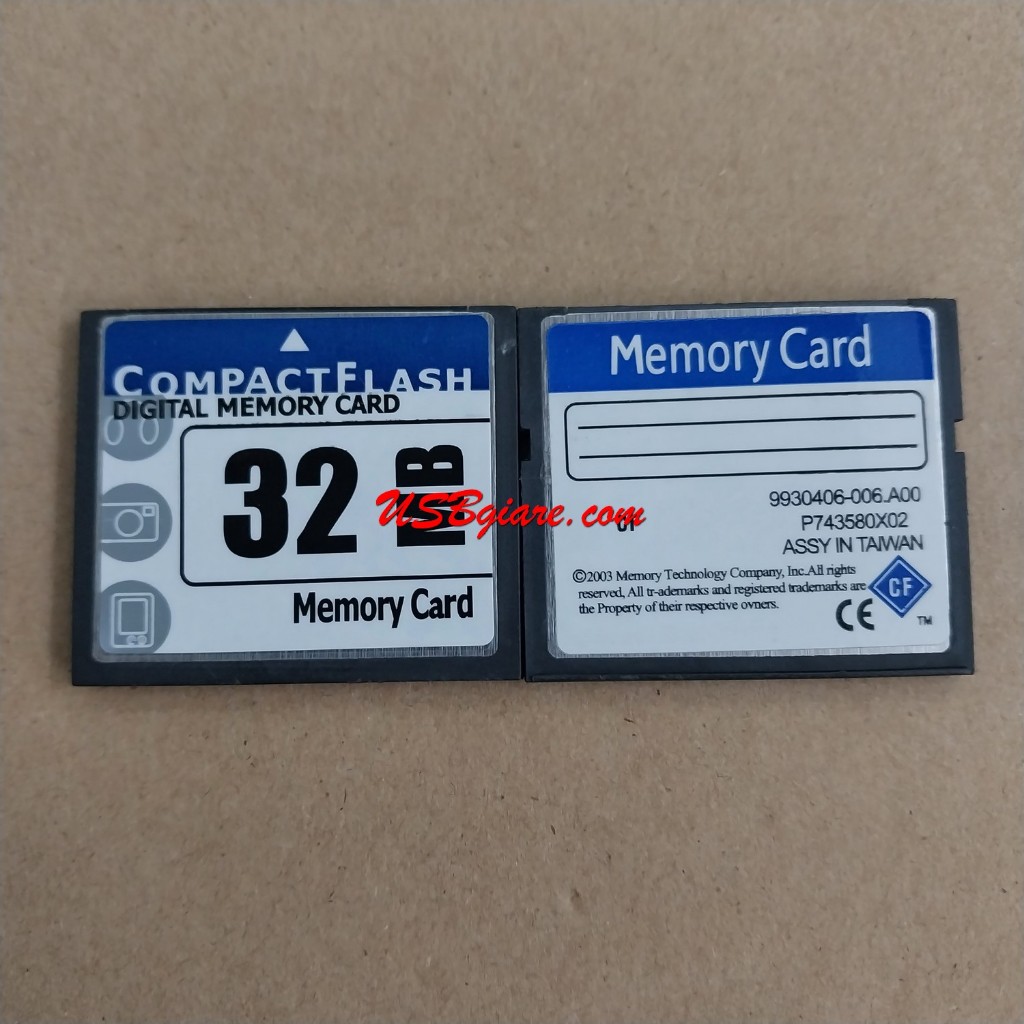 COMPACTFLASH
DIGITAL MEMORY CARD
32 MB
Memory Card
USBgiare.com
Memory Card
9930406-006.A00
P743580X02
ASSY IN TAIWAN
©2003 Memory Technology Company, Inc.All rights
reserved, All tr-ademarks and registered trademarks are
the Property of their respective owners.
CF
CE
TM